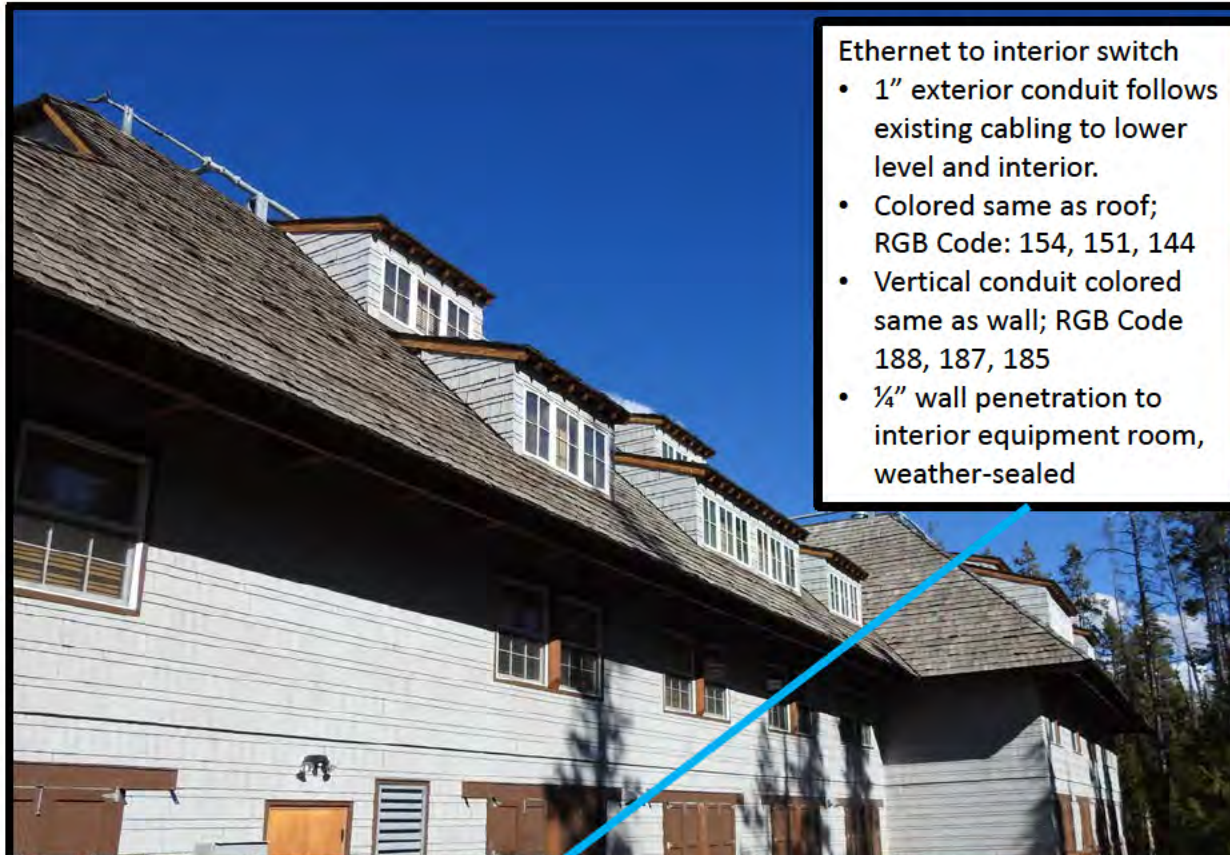 Ethernet to interior switch
• 1” exterior conduit follows
existing cabling to lower
level and interior.
• Colored same as roof;
RGB Code: 154, 151, 144
• Vertical conduit colored
same as wall; RGB Code
188, 187, 185
• ¼” wall penetration to
interior equipment room,
weather-sealed